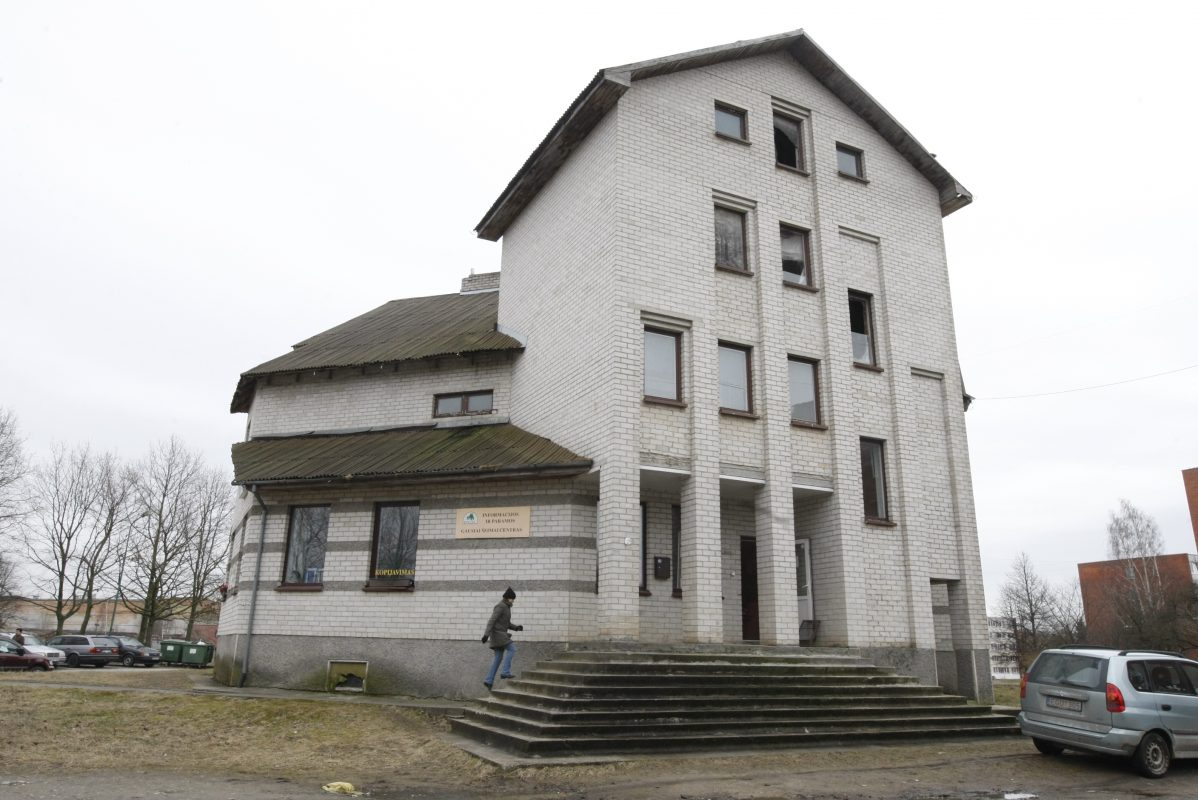 INFORMACIJOS
IR PARAMOS
GAUSIAI ŠEIMAI CENTRAS
KOPIJAVIMAS